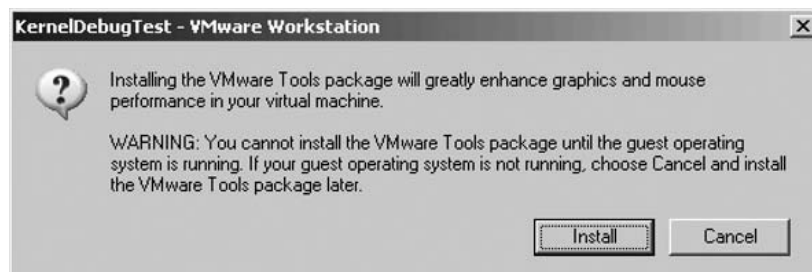 KernelDebugTest - VMware Workstation
Installing the VMware Tools package will greatly enhance graphics and mouse
performance in your virtual machine.
WARNING: You cannot install the VMware Tools package until the guest operating
system is running. If your guest operating system is not running, choose Cancel and install
the VMware Tools package later.
Install
Cancel